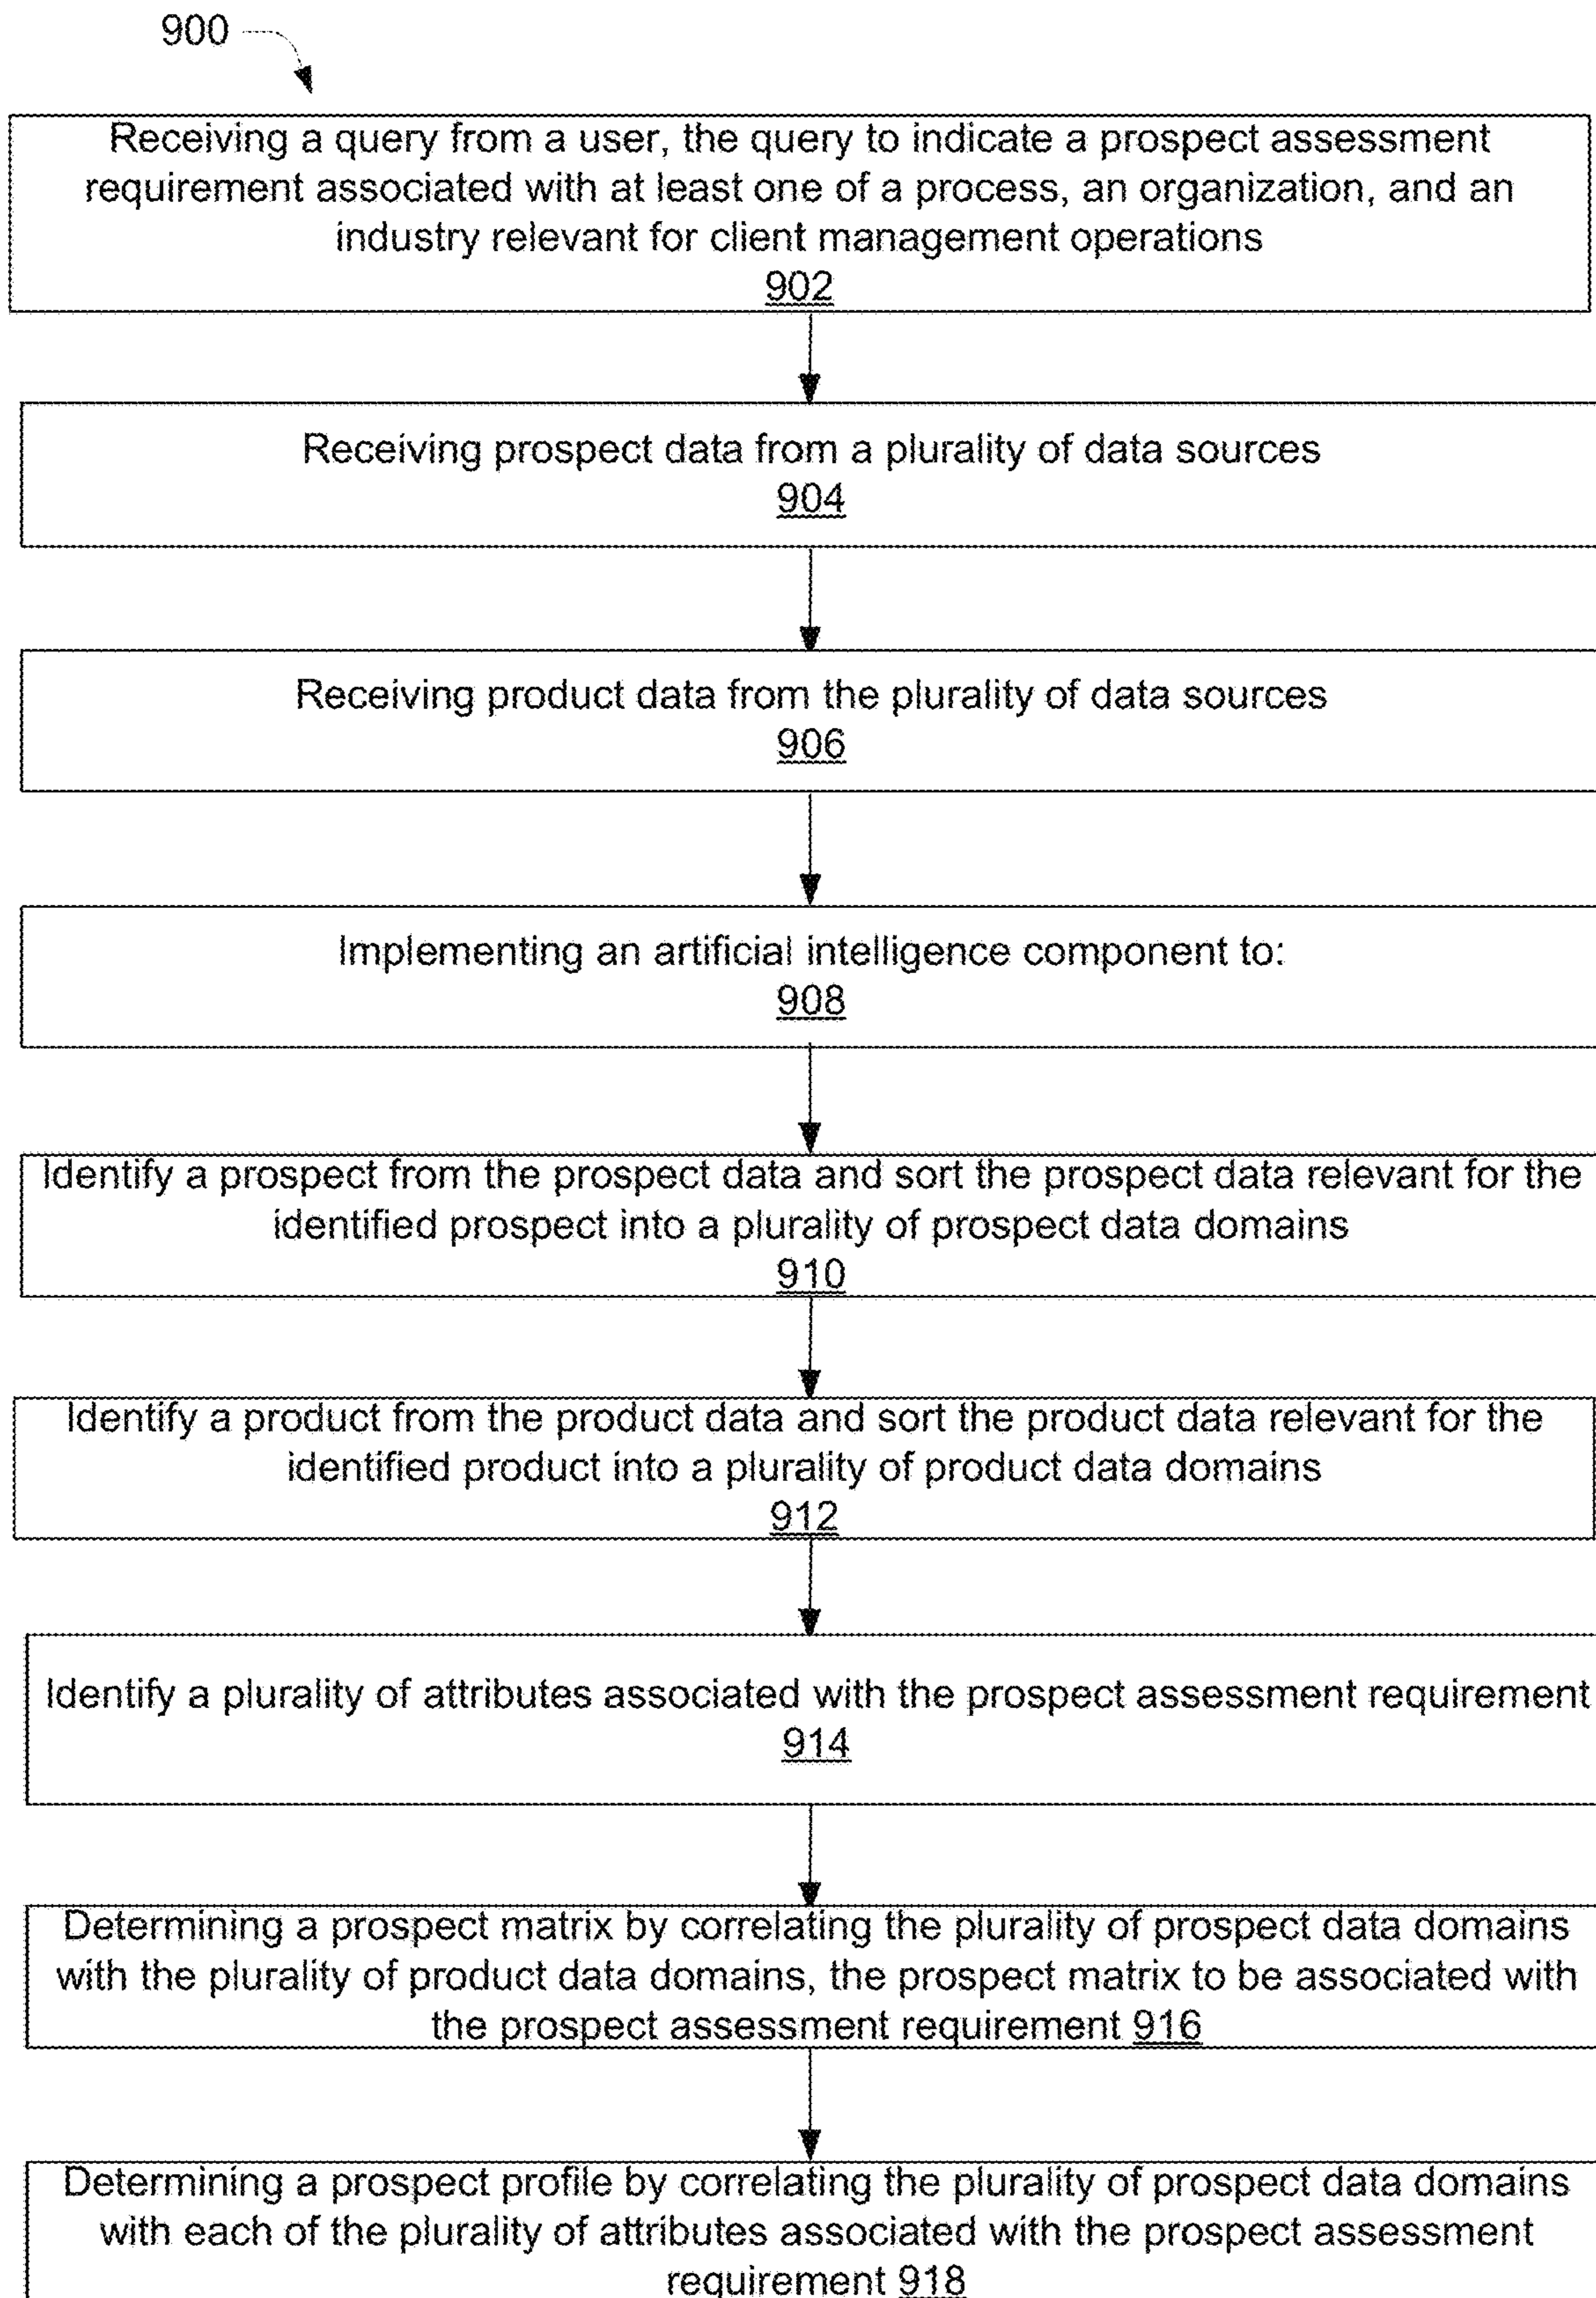 900
Receiving a query from a user, the query to indicate a prospect assessment
requirement associated with at least one of a process, an organization, and an
industry relevant for client management operations
902
Receiving prospect data from a plurality of data sources
904
Receiving product data from the plurality of data sources
906
Implementing an artificial intelligence component to:
908
Identify a prospect from the prospect data and sort the prospect data relevant for the
identified prospect into a plurality of prospect data domains
910
Identify a product from the product data and sort the product data relevant for the
identified product into a plurality of product data domains
912
Identify a plurality of attributes associated with the prospect assessment requirement
914
Determining a prospect matrix by correlating the plurality of prospect data domains
with the plurality of product data domains, the prospect matrix to be associated with
the prospect assessment requirement 916
Determining a prospect profile by correlating the plurality of prospect data domains
with each of the plurality of attributes associated with the prospect assessment
requirement 918